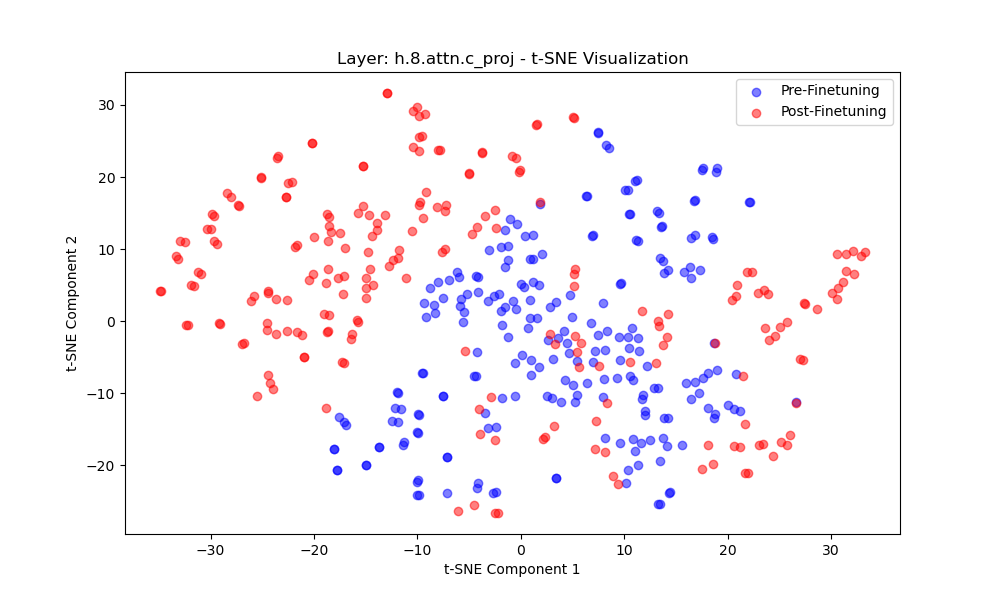 Layer: h.8.attn.c_proj - t-SNE Visualization
Pre-Finetuning
Post-Finetuning
t-SNE Component 2
30
20
10
0
−10
−20
−30
−20
−10
0
10
20
30
t-SNE Component 1